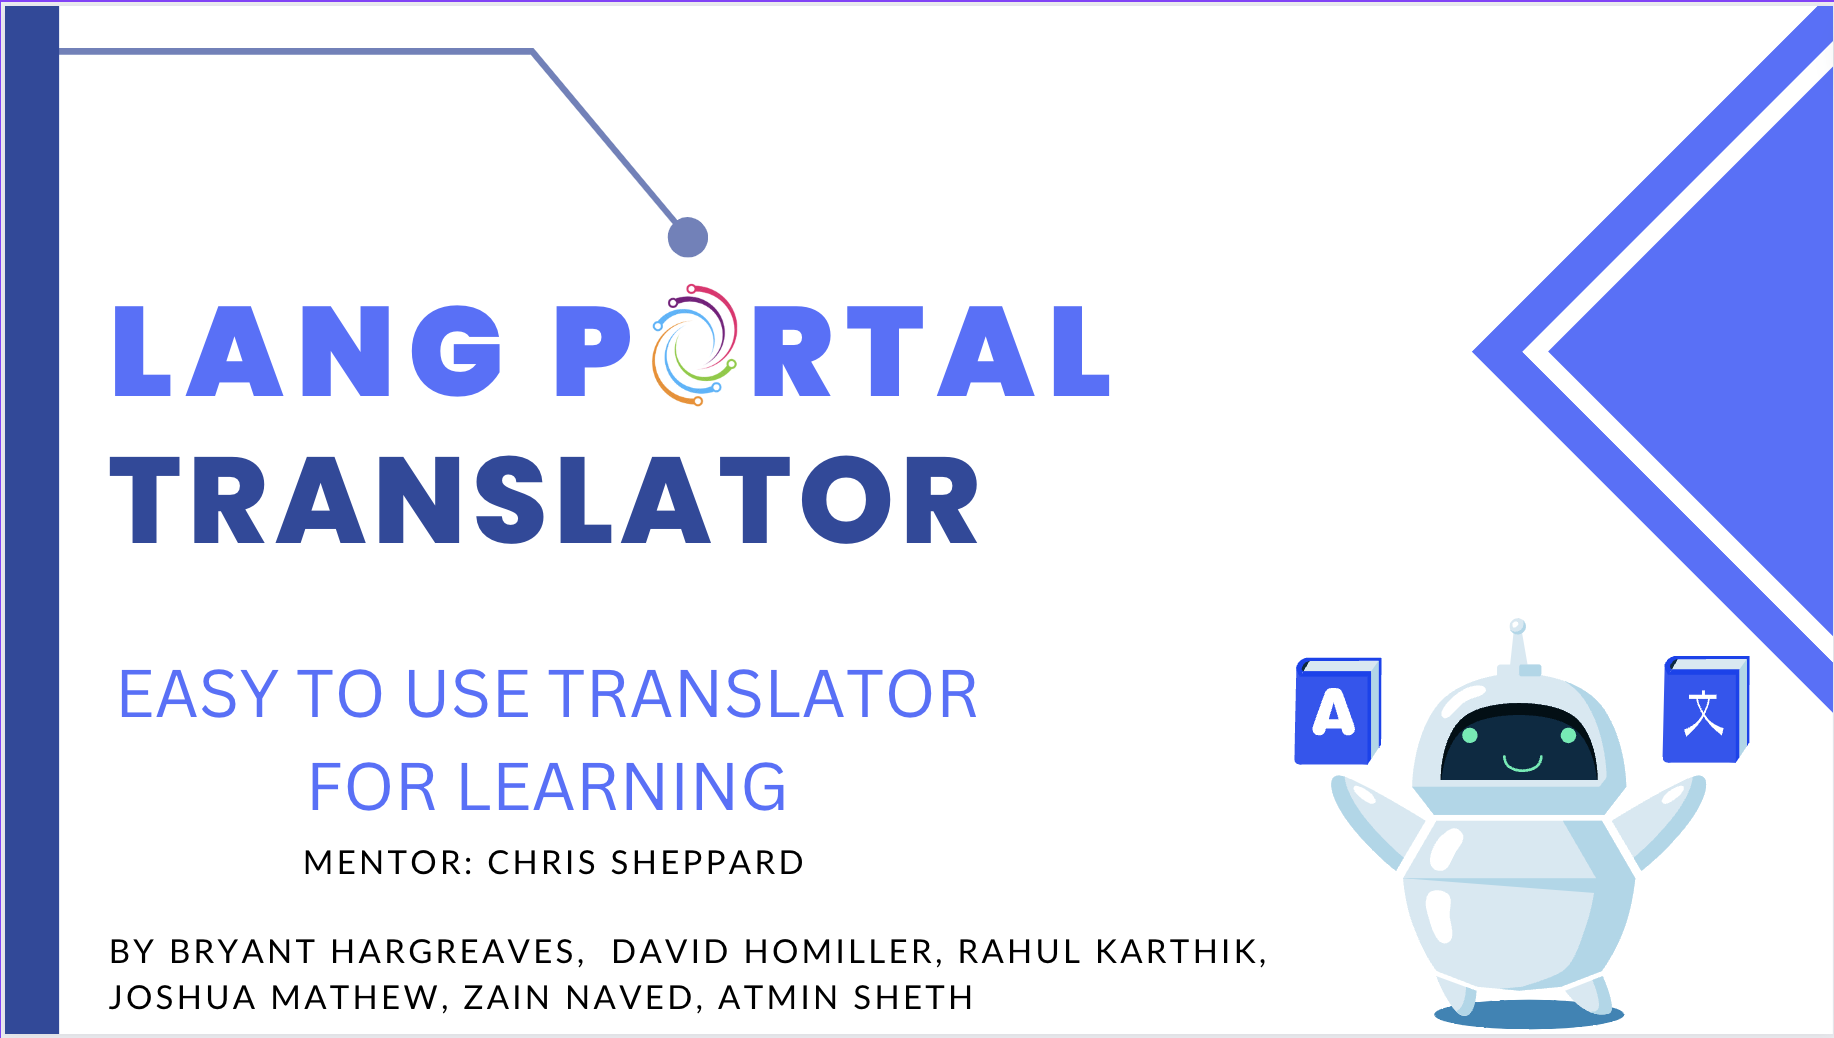 LANG PORTAL
TRANSLATOR
EASY TO USE TRANSLATOR
FOR LEARNING
MENTOR: CHRIS SHEPPARD
BY BRYANT HARGREAVES,  DAVID HOMILLER, RAHUL KARTHIK,
JOSHUA MATHEW, ZAIN NAVED, ATMIN SHETH
A
文